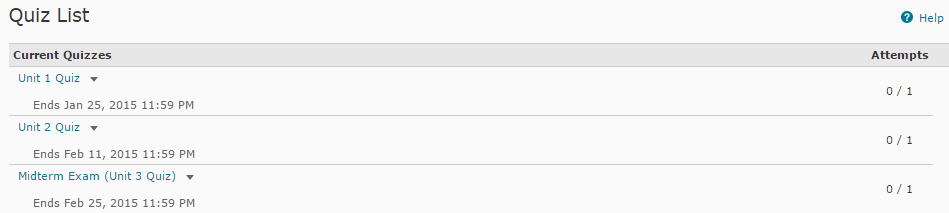 Quiz List
Help
Current Quizzes Attempts
Unit 1 Quiz
0 / 1
Ends Jan 25, 2015 11:59 PM
Unit 2 Quiz
0 / 1
Ends Feb 11, 2015 11:59 PM
Midterm Exam (Unit 3 Quiz)
0 / 1
Ends Feb 25, 2015 11:59 PM